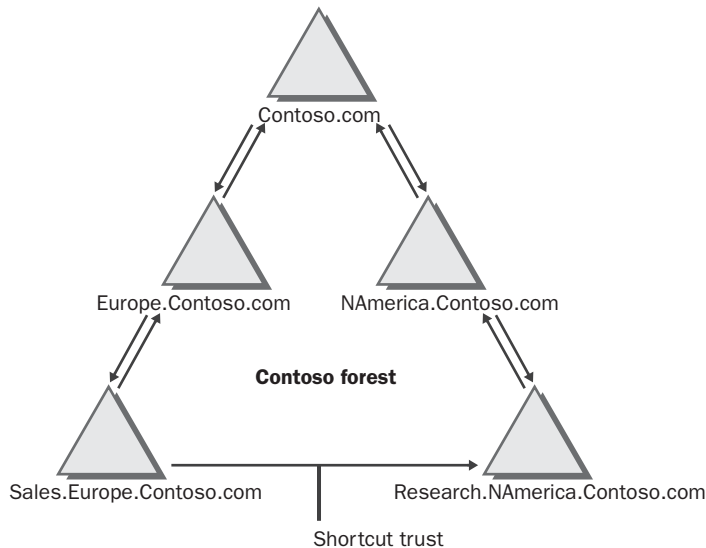 Contoso.com
Europe.Contoso.com
NAmerica.Contoso.com
Contoso forest
Sales.Europe.Contoso.com
Research.NAmerica.Contoso.com
Shortcut trust